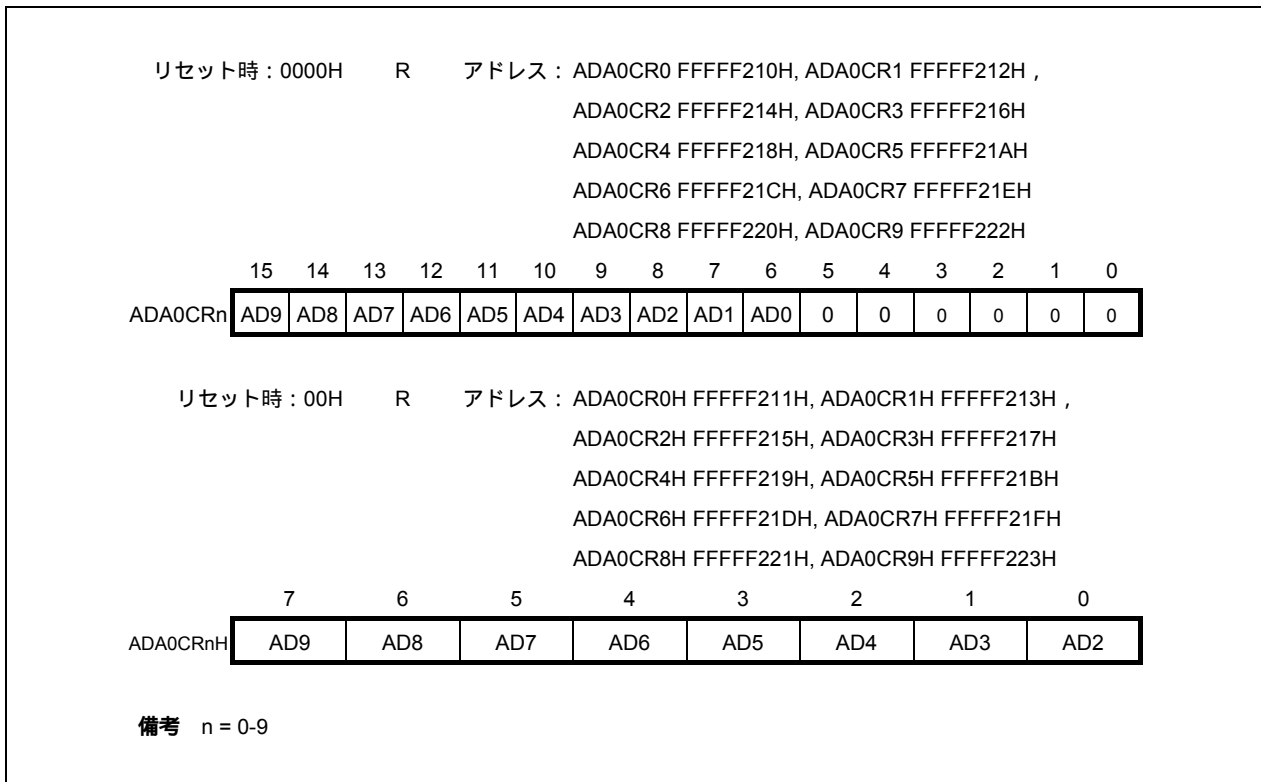 リセット時：0000H R アドレス： ADA0CR0 FFFFF210H, ADA0CR1 FFFFF212H ,
ADA0CR2 FFFFF214H, ADA0CR3 FFFFF216H
ADA0CR4 FFFFF218H, ADA0CR5 FFFFF21AH
ADA0CR6 FFFFF21CH, ADA0CR7 FFFFF21EH
ADA0CR8 FFFFF220H, ADA0CR9 FFFFF222H
15 14 13 12 11 10 9 8 7 6 5 4 3 2 1 0
ADA0CRn AD9 AD8 AD7 AD6 AD5 AD4 AD3 AD2 AD1 AD0 0 0 0 0 0 0
リセット時：00H R アドレス： ADA0CR0H FFFFF211H, ADA0CR1H FFFFF213H ,
ADA0CR2H FFFFF215H, ADA0CR3H FFFFF217H
ADA0CR4H FFFFF219H, ADA0CR5H FFFFF21BH
ADA0CR6H FFFFF21DH, ADA0CR7H FFFFF21FH
ADA0CR8H FFFFF221H, ADA0CR9H FFFFF223H
7 6 5 4 3 2 1 0
ADA0CRnH AD9 AD8 AD7 AD6 AD5 AD4 AD3 AD2
備考 n = 0-9